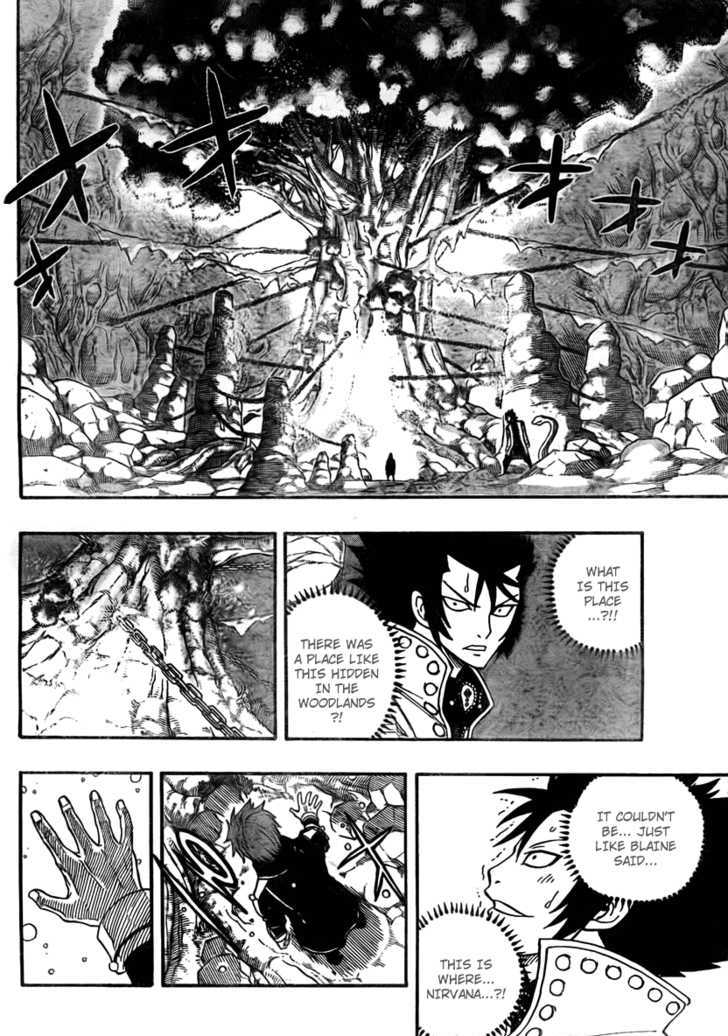 WHAT
IS THIS
PLACE
...?!!
THERE WAS
A PLACE LIKE
THIS HIDDEN
IN THE
WOODLANDS
?!
IT COULDN'T
BE... JUST
LIKE BLAINE
SAID...
THIS IS
WHERE...
NIRVANA...?!